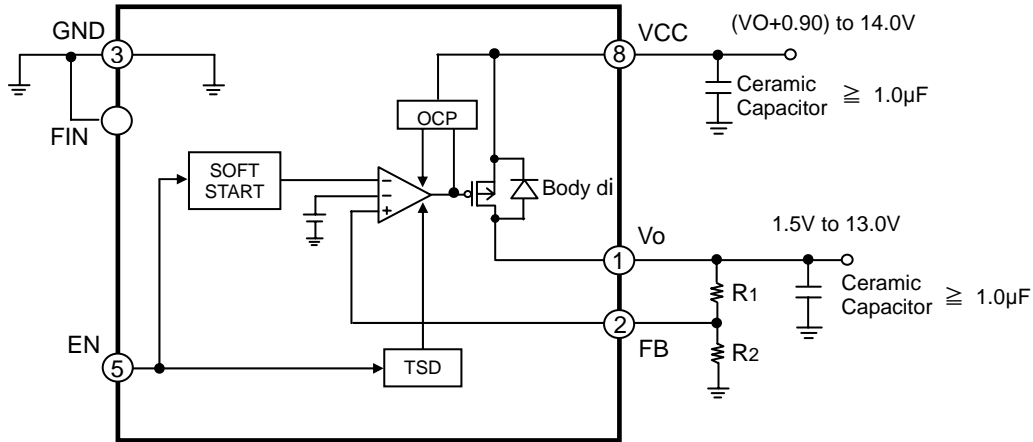 GND
3
FIN
VCC
8
(VO+0.90) to 14.0V
Ceramic
Capacitor ≧ 1.0μF
OCP
SOFT
START
−
−
+
Body di
Vo
1
1.5V to 13.0V
Ceramic
Capacitor ≧ 1.0μF
R1
2
FB
R2
EN
5
TSD